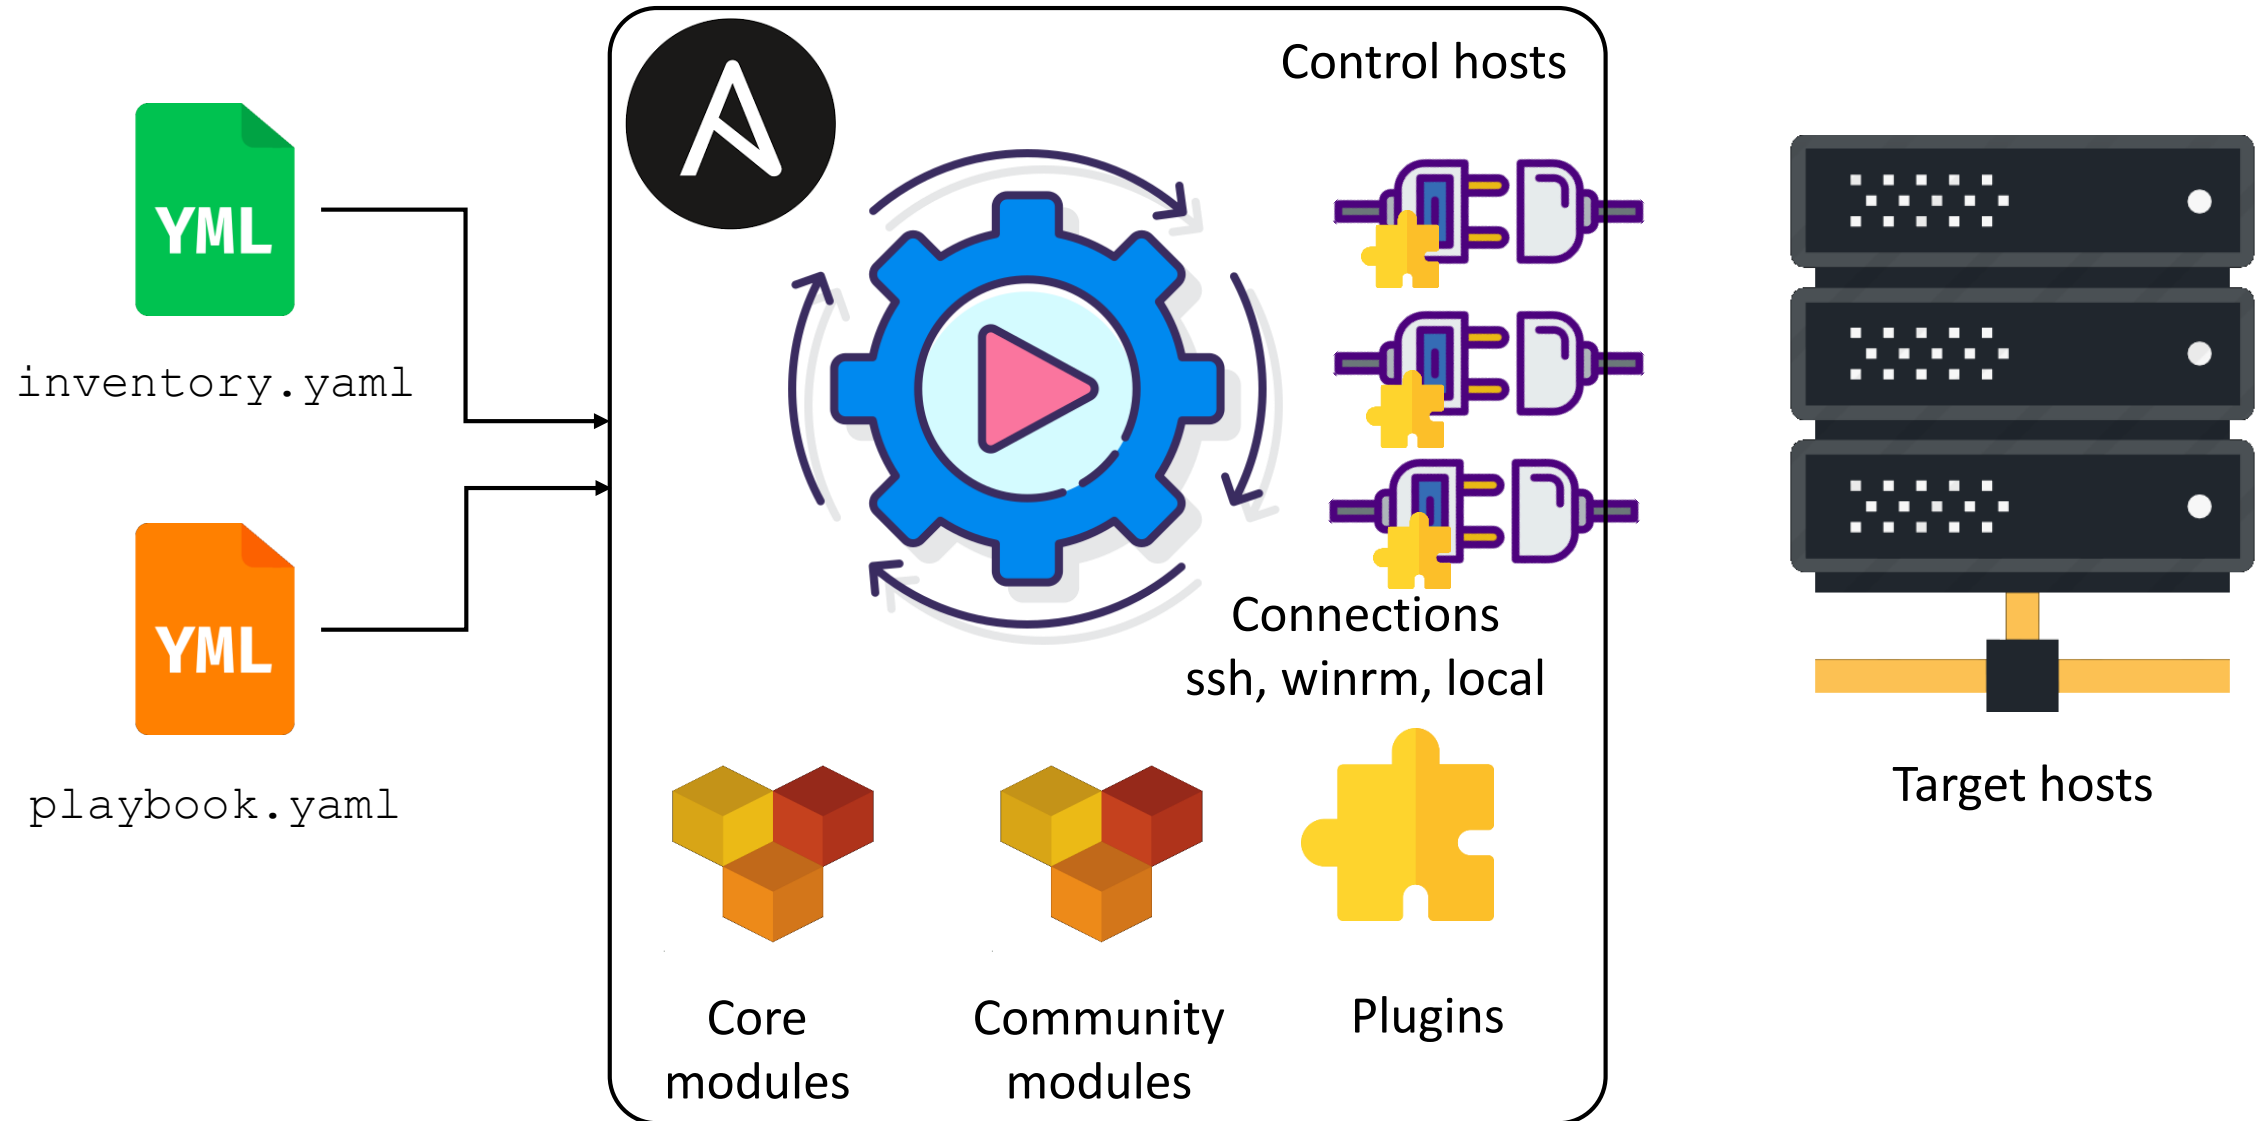 YML
inventory.yaml
YML
playbook.yaml
Control hosts
Connections
ssh, winrm, local
Core
modules
Community
modules
Plugins
Target hosts